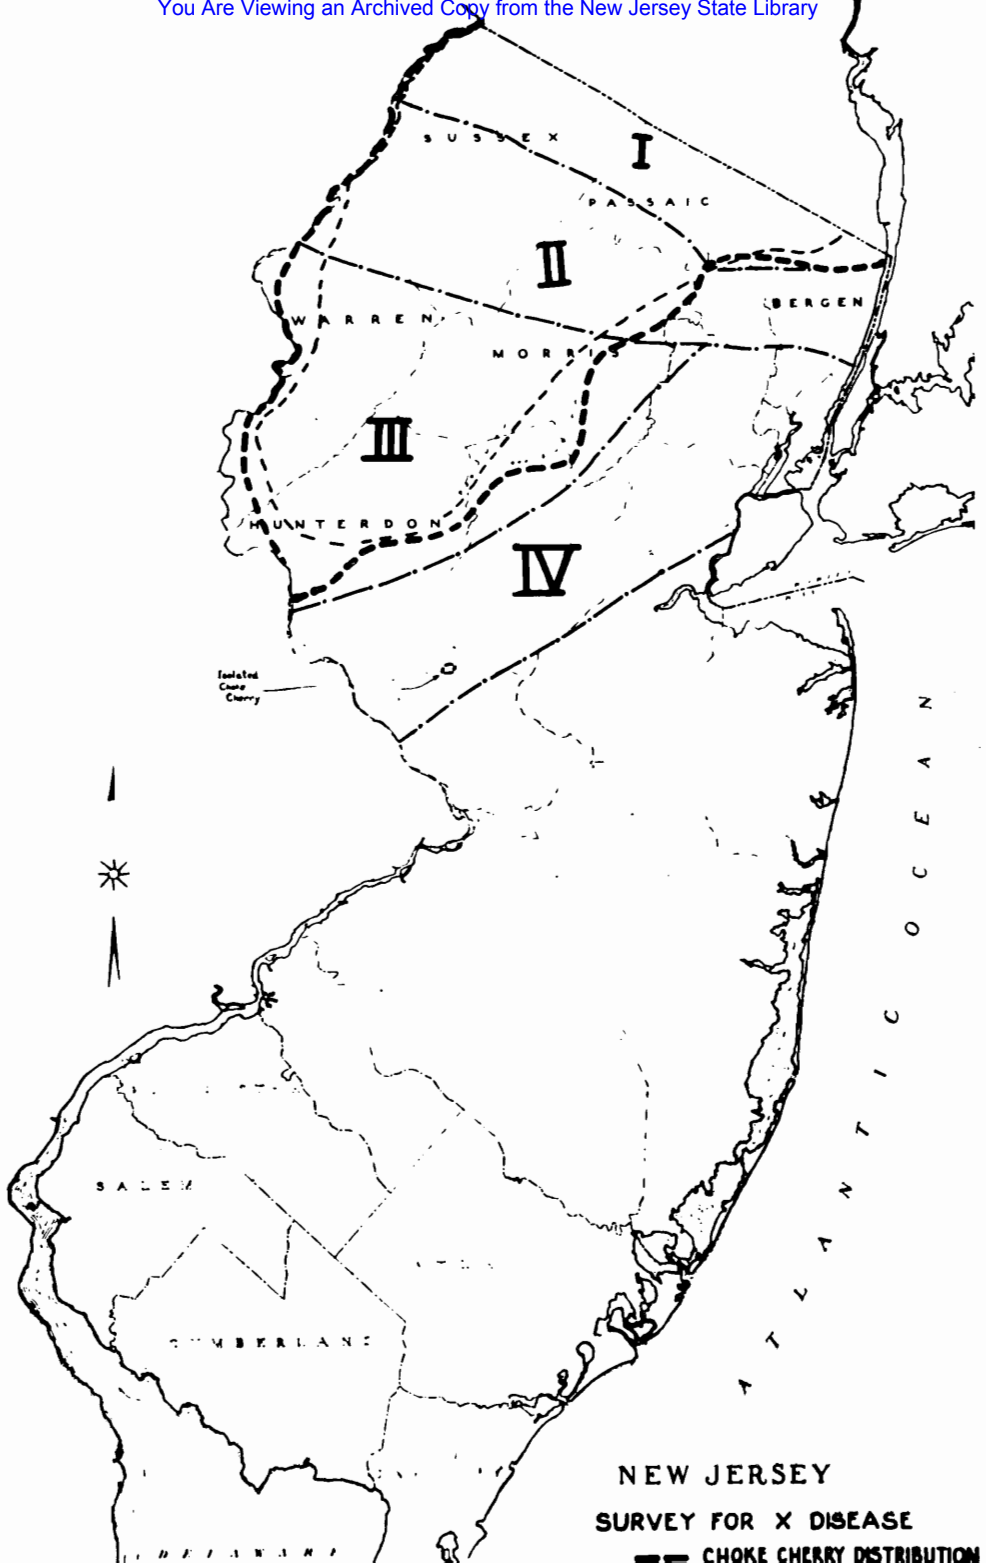 You Are Viewing an Archived Copy from the New Jersey State Library
SUSSEX
I
PASSAIC
II
BERGEN
WARREN
MORRIS
III
HUNTERDON
IV
Isolated
Choke
Cherry
ATLANTIC OCEAN
SALEM
NEW JERSEY
SURVEY FOR X DISEASE
CHOKE CHERRY DISTRIBUTION